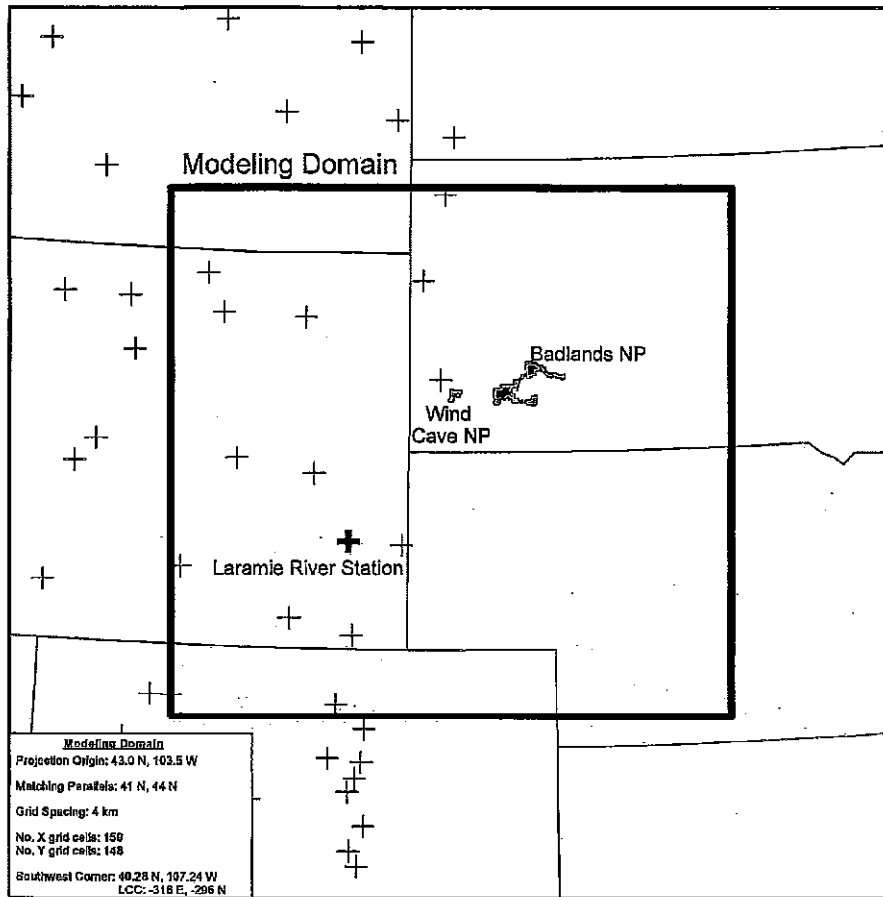 Modeling Domain
Badlands NP
Wind
Cave NP
Laramie River Station
Modeling Domain
Projection Origin: 43.0 N, 103.5 W
Matching Parallels: 41 N, 44 N
Grid Spacing: 4 km
No. X grid cells: 159
No. Y grid cells: 148
Southwest Corner: 40.28 N, 107.24 W
LCC: -318 E, -296 N